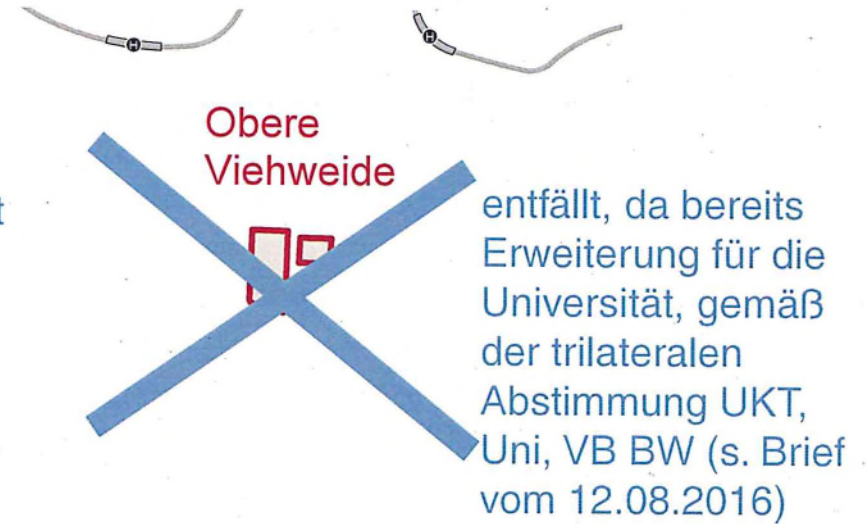 H
H
Obere
Viehweide
t
entfällt, da bereits
Erweiterung für die
Universität, gemäß
der trilateralen
Abstimmung UKT,
Uni, VB BW (s. Brief
vom 12.08.2016)